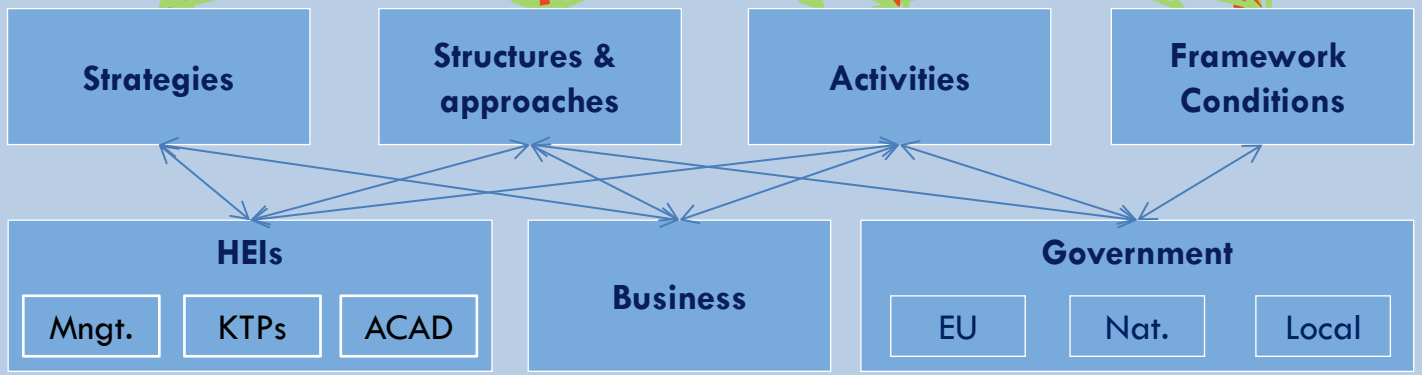 Strategies
Structures &
approaches
Activities
Framework
Conditions
HEIs
Mngt.
KTPs
ACAD
Business
Government
EU
Nat.
Local